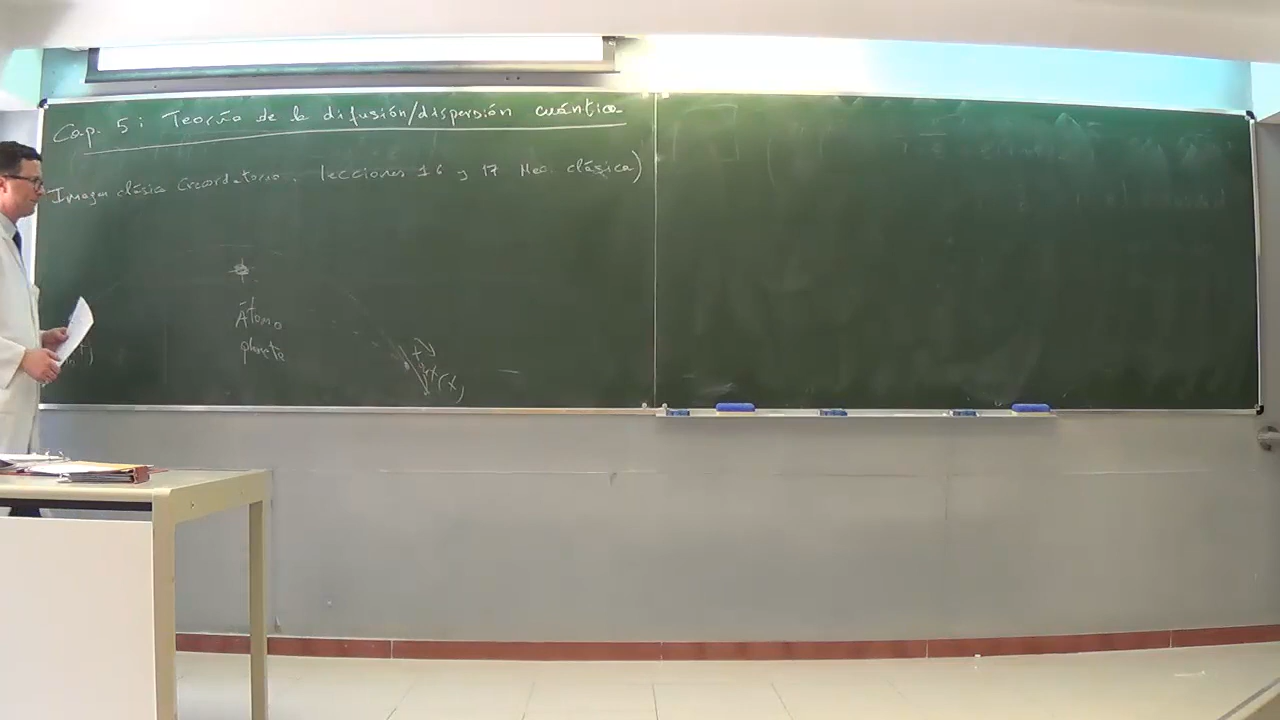 Cap. 5: Teoría de la difusión/dispersión cuántica
Imagen clásica (recordatorio, lecciones 16 y 17 Mec. clásica)
Átomo
planeta